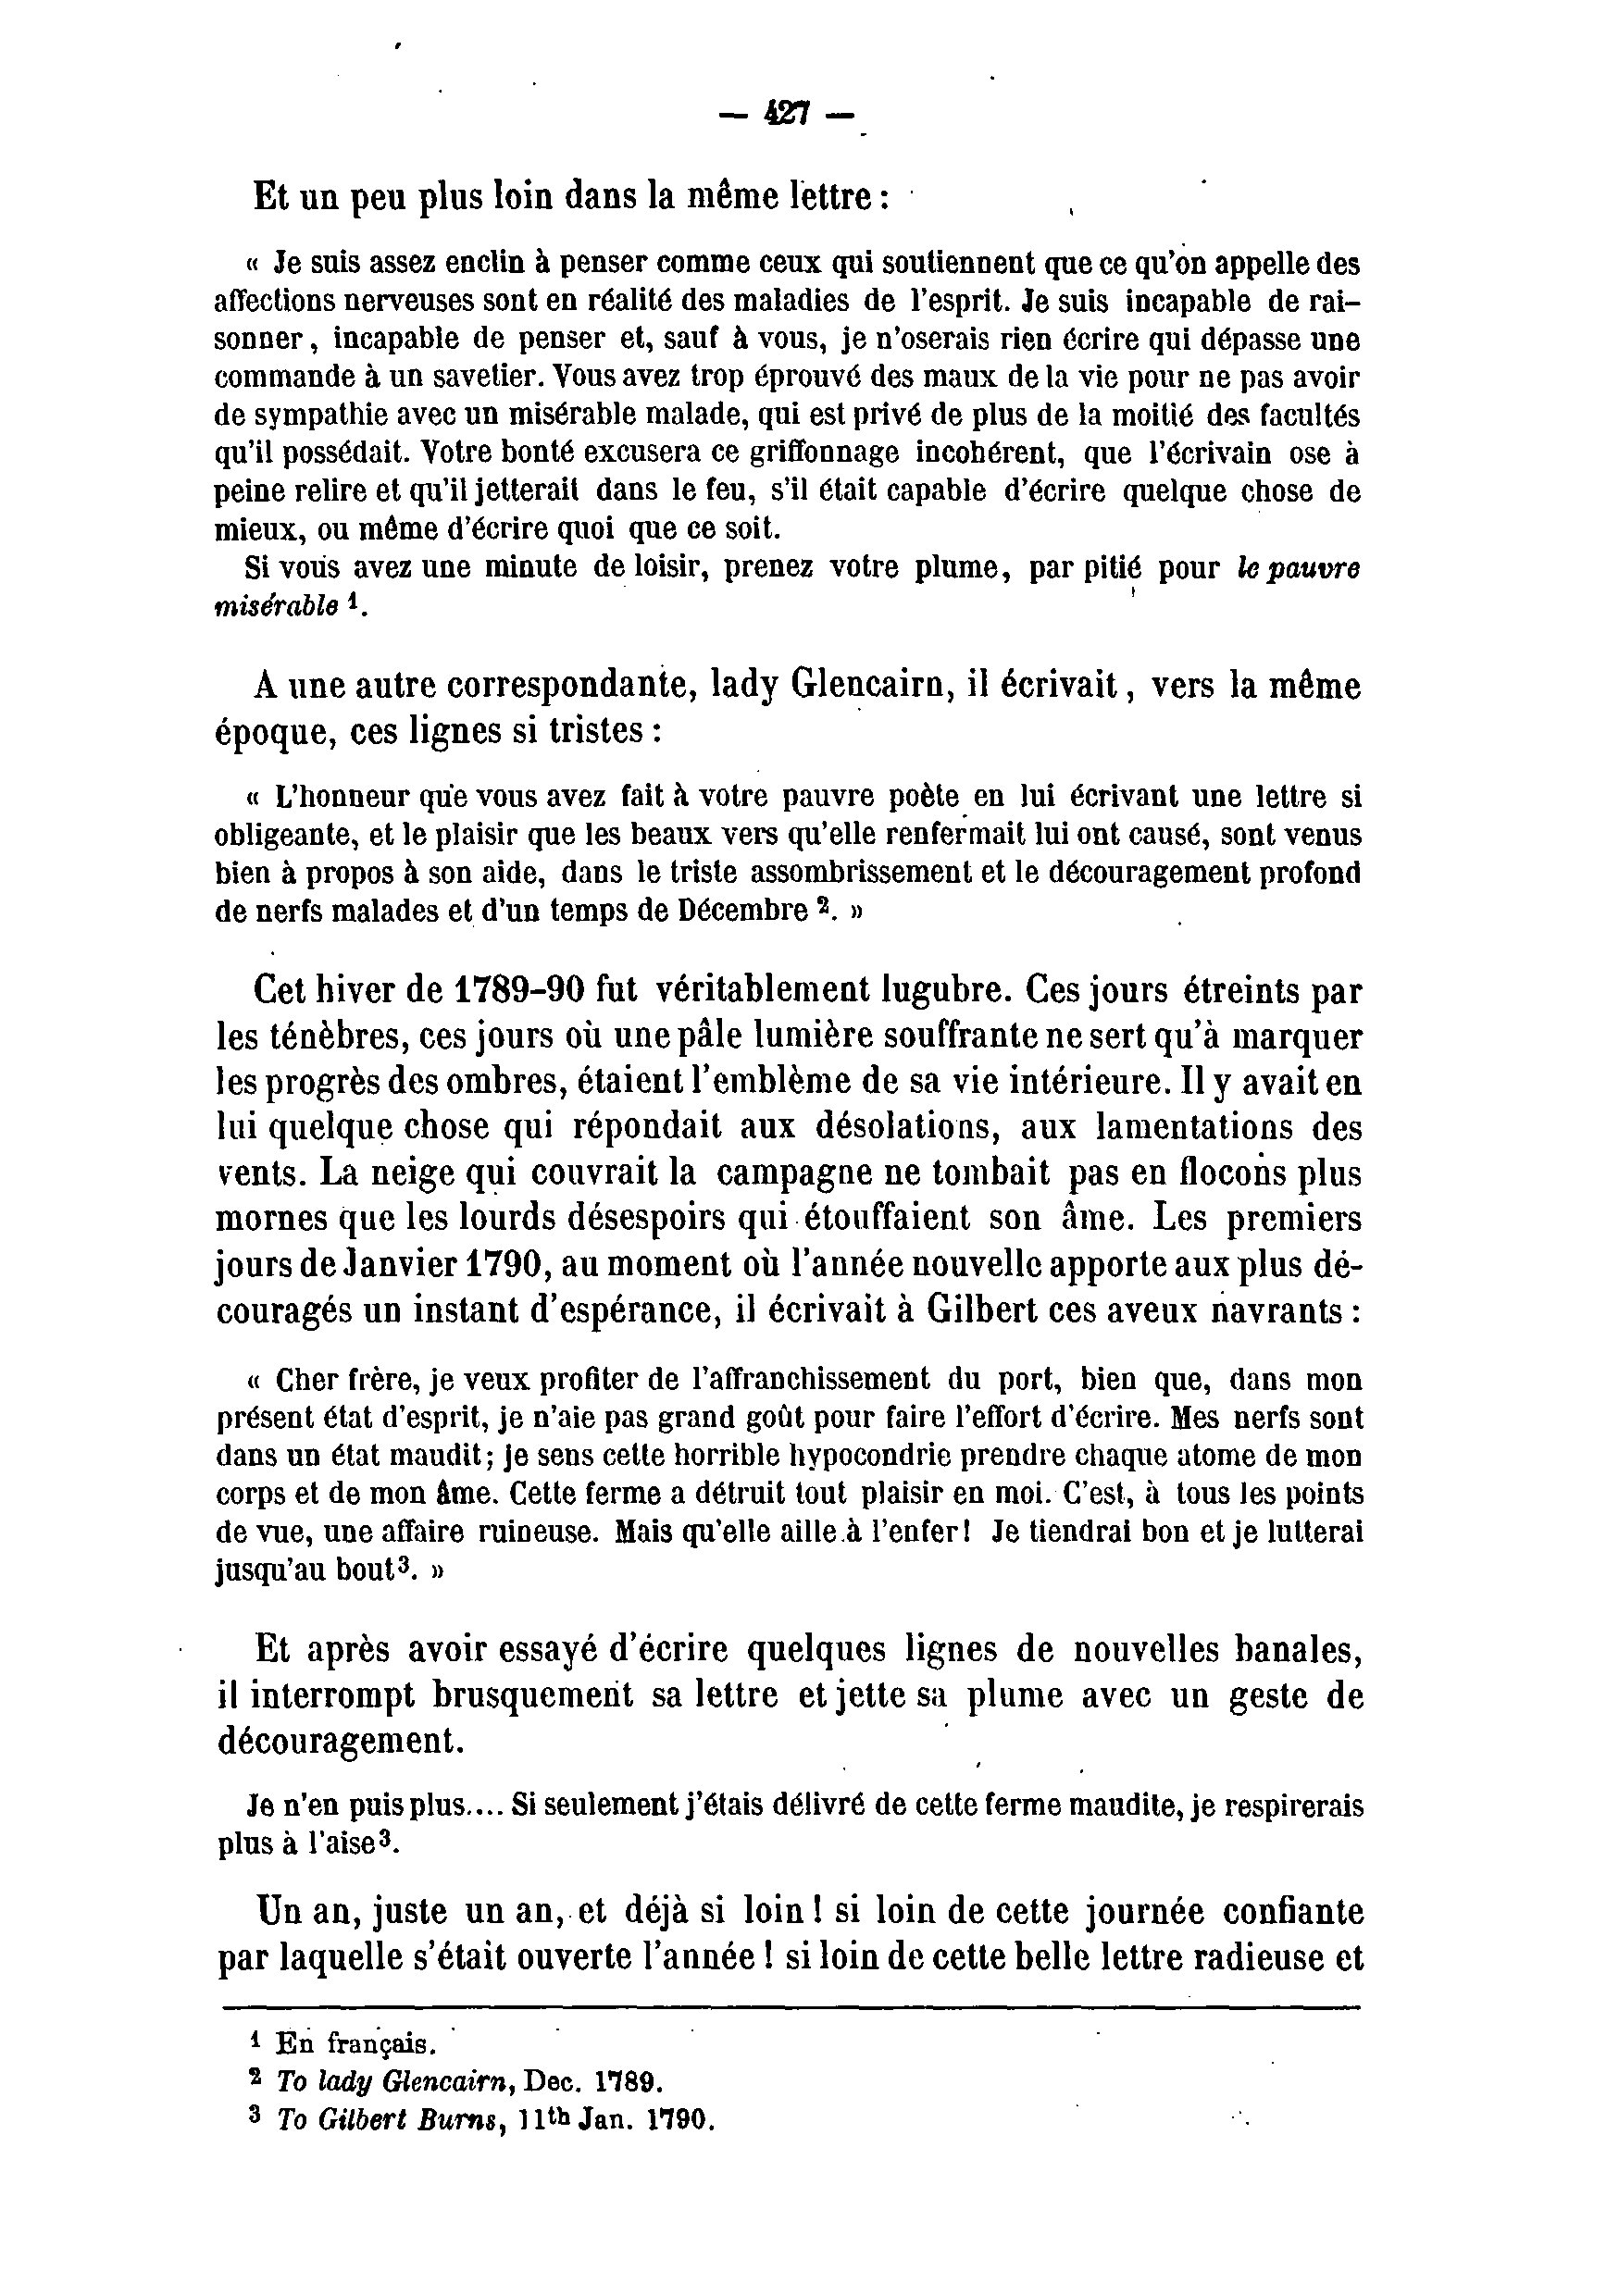 — 427 —
Et un peu plus loin dans la même lettre :
« Je suis assez enclin à penser comme ceux qui soutiennent que ce qu'on appelle des
affections nerveuses sont en réalité des maladies de l'esprit. Je suis incapable de rai-
sonner, incapable de penser et, sauf à vous, je n'oserais rien écrire qui dépasse une
commande à un savetier. Vous avez trop éprouvé des maux de la vie pour ne pas avoir
de sympathie avec un misérable malade, qui est privé de plus de la moitié des facultés
qu'il possédait. Votre bonté excusera ce griffonnage incohérent, que l'écrivain ose à
peine relire et qu'il jetterait dans le feu, s'il était capable d'écrire quelque chose de
mieux, ou même d'écrire quoi que ce soit.
Si vous avez une minute de loisir, prenez votre plume, par pitié pour le pauvre
misérable 1.
A une autre correspondante, lady Glencairn, il écrivait, vers la même
époque, ces lignes si tristes :
« L'honneur que vous avez fait à votre pauvre poète en lui écrivant une lettre si
obligeante, et le plaisir que les beaux vers qu'elle renfermait lui ont causé, sont venus
bien à propos à son aide, dans le triste assombrissement et le découragement profond
de nerfs malades et d'un temps de Décembre 2. »
Cet hiver de 1789-90 fut véritablement lugubre. Ces jours étreints par
les ténèbres, ces jours où une pâle lumière souffrante ne sert qu'à marquer
les progrès des ombres, étaient l'emblème de sa vie intérieure. Il y avait en
lui quelque chose qui répondait aux désolations, aux lamentations des
vents. La neige qui couvrait la campagne ne tombait pas en flocons plus
mornes que les lourds désespoirs qui étouffaient son âme. Les premiers
jours de Janvier 1790, au moment où l'année nouvelle apporte aux plus dé-
couragés un instant d'espérance, il écrivait à Gilbert ces aveux navrants :
« Cher frère, je veux profiter de l'affranchissement du port, bien que, dans mon
présent état d'esprit, je n'aie pas grand goût pour faire l'effort d'écrire. Mes nerfs sont
dans un état maudit; je sens cette horrible hypocondrie prendre chaque atome de mon
corps et de mon âme. Cette ferme a détruit tout plaisir en moi. C'est, à tous les points
de vue, une affaire ruineuse. Mais qu'elle aille à l'enfer! Je tiendrai bon et je lutterai
jusqu'au bout3. »
Et après avoir essayé d'écrire quelques lignes de nouvelles banales,
il interrompt brusquement sa lettre et jette sa plume avec un geste de
découragement.
Je n'en puis plus.... Si seulement j'étais délivré de cette ferme maudite, je respirerais
plus à l'aise3.
Un an, juste un an, et déjà si loin ! si loin de cette journée confiante
par laquelle s'était ouverte l'année ! si loin de cette belle lettre radieuse et
1 En français.
2 To lady Glencairn, Dec. 1789.
3 To Gilbert Burns, 11th Jan. 1790.